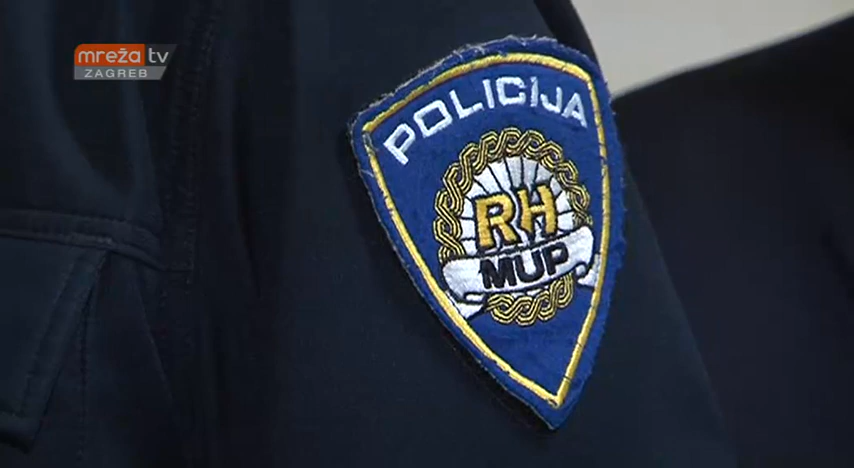 mreža tv
ZAGREB
POLICIJA
RH
MUP